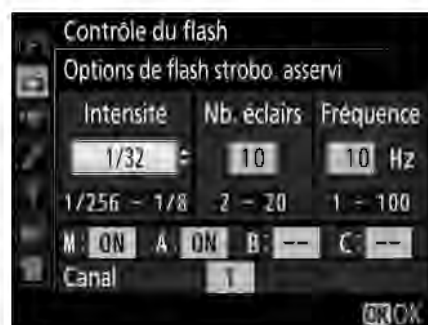 Contrôle du flash
Options de flash strobo. asservi
Intensité Nb. éclairs Fréquence
1/32 10 10 Hz
1/256 – 1/8 2 – 20 1 – 100
M: ON A: ON B: -- C: --
Canal 1
OK OK